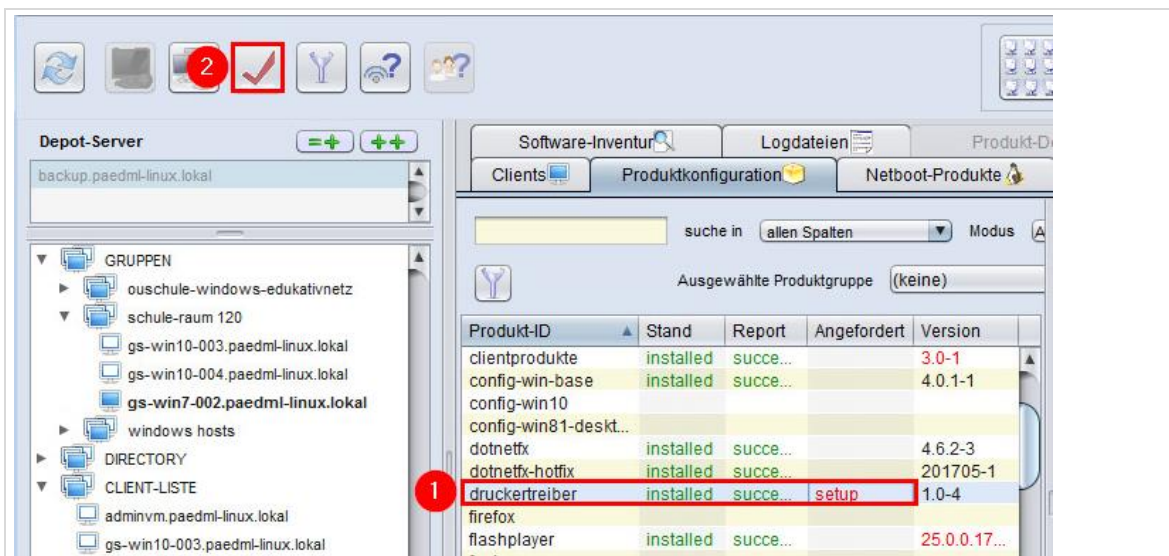 2
Depot-Server
backup.paedml-linux.lokal
GRUPPEN
ouschule-windows-edukativnetz
schule-raum 120
gs-win10-003.paedml-linux.lokal
gs-win10-004.paedml-linux.lokal
gs-win7-002.paedml-linux.lokal
windows hosts
DIRECTORY
CLIENT-LISTE
adminvm.paedml-linux.lokal
gs-win10-003.paedml-linux.lokal
Software-Inventur Logdateien
Clients Produktkonfiguration Netboot-Produkte
suche in allen Spalten Modus
Ausgewählte Produktgruppe (keine)
Produkt-ID Stand Report Angefordert Version
clientprodukte installed succe... 3.0-1
config-win-base installed succe... 4.0.1-1
config-win10
config-win81-deskt...
dotnetfx installed succe... 4.6.2-3
dotnetfx-hotfix installed succe... 201705-1
1 druckertreiber installed succe... setup 1.0-4
firefox
flashplayer installed succe... 25.0.0.17...